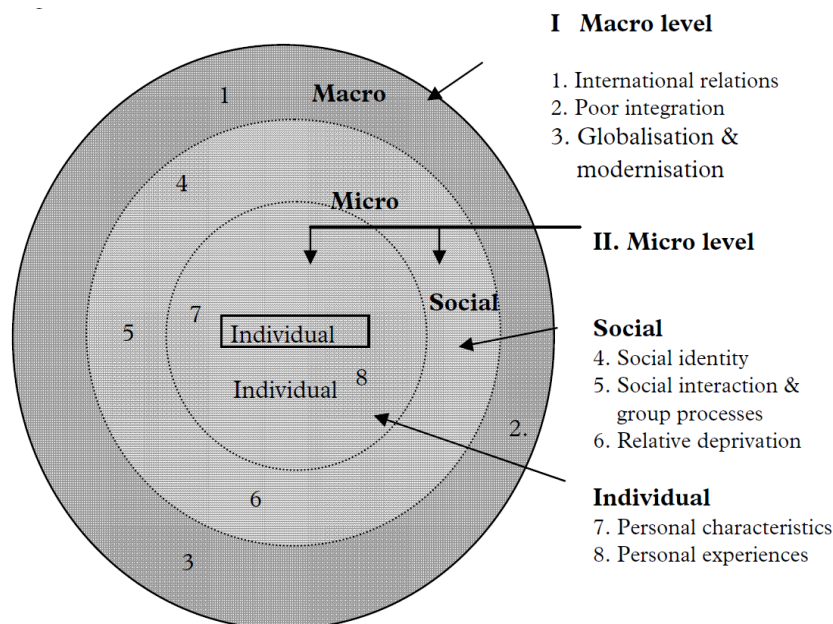 I Macro level
1. International relations
2. Poor integration
3. Globalisation &
modernisation
II. Micro level
Social
4. Social identity
5. Social interaction &
group processes
6. Relative deprivation
Individual
7. Personal characteristics
8. Personal experiences
1
Macro
4
Micro
7
Social
5
Individual
Individual
8
2.
6
3